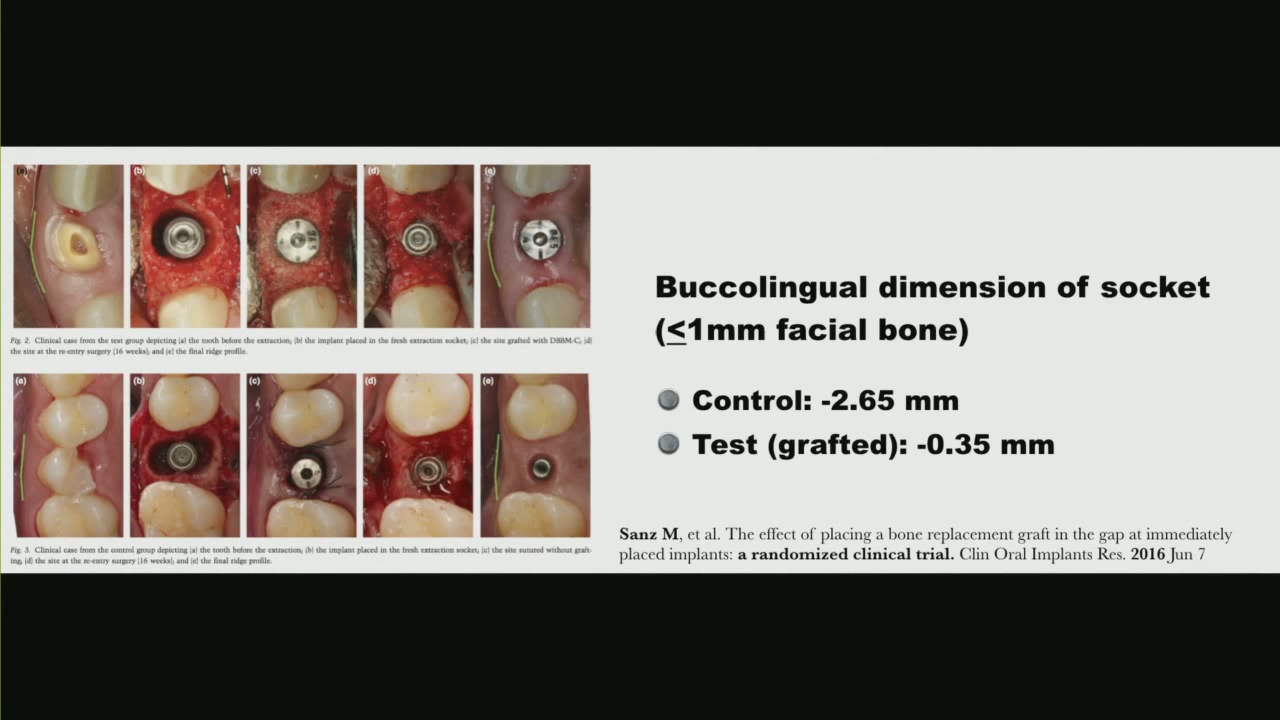 (a) (b) (c) (d) (e)
Fig. 2. Clinical case from the test group depicting (a) the tooth before the extraction; (b) the implant placed in the fresh extraction socket; (c) the site grafted with DBBM-C, (d)
the site at the re-entry surgery (16 weeks); and (e) the final ridge profile.
(a) (b) (c) (d) (e)
Fig. 3. Clinical case from the control group depicting (a) the tooth before the extraction; (b) the implant placed in the fresh extraction socket; (c) the site sutured without graft-
ing, (d) the site at the re-entry surgery (16 weeks); and (e) the final ridge profile.
Buccolingual dimension of socket
(≤1mm facial bone)
Control: -2.65 mm
Test (grafted): -0.35 mm
Sanz M, et al. The effect of placing a bone replacement graft in the gap at immediately
placed implants: a randomized clinical trial. Clin Oral Implants Res. 2016 Jun 7